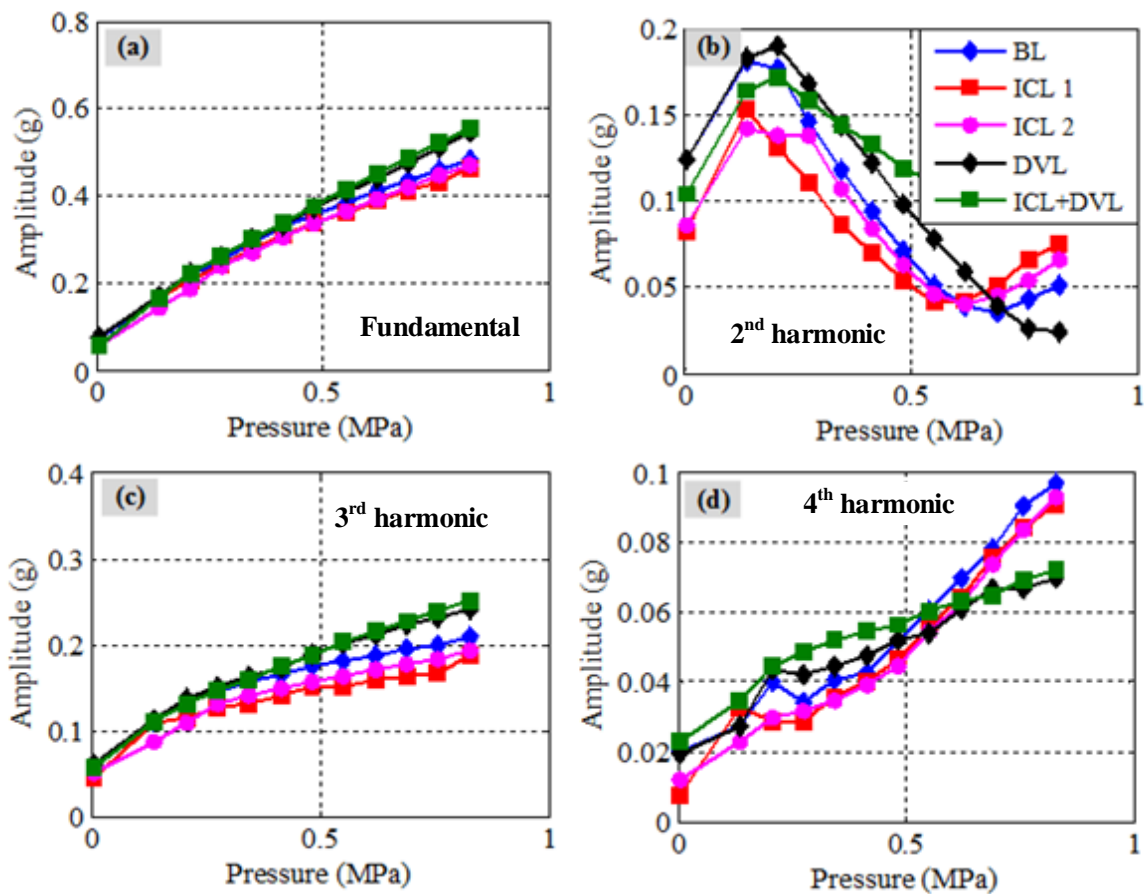 (a)
0.8
0.6
0.4
0.2
0
Amplitude (g)
Fundamental
0 0.5 1
Pressure (MPa)
(b)
0.2
0.15
0.1
0.05
0
Amplitude (g)
BL
ICL 1
ICL 2
DVL
ICL+DVL
2nd harmonic
0 0.5 1
Pressure (MPa)
(c)
0.4
0.3
0.2
0.1
0
Amplitude (g)
3rd harmonic
0 0.5 1
Pressure (MPa)
(d)
0.1
0.08
0.06
0.04
0.02
0
Amplitude (g)
4th harmonic
0 0.5 1
Pressure (MPa)